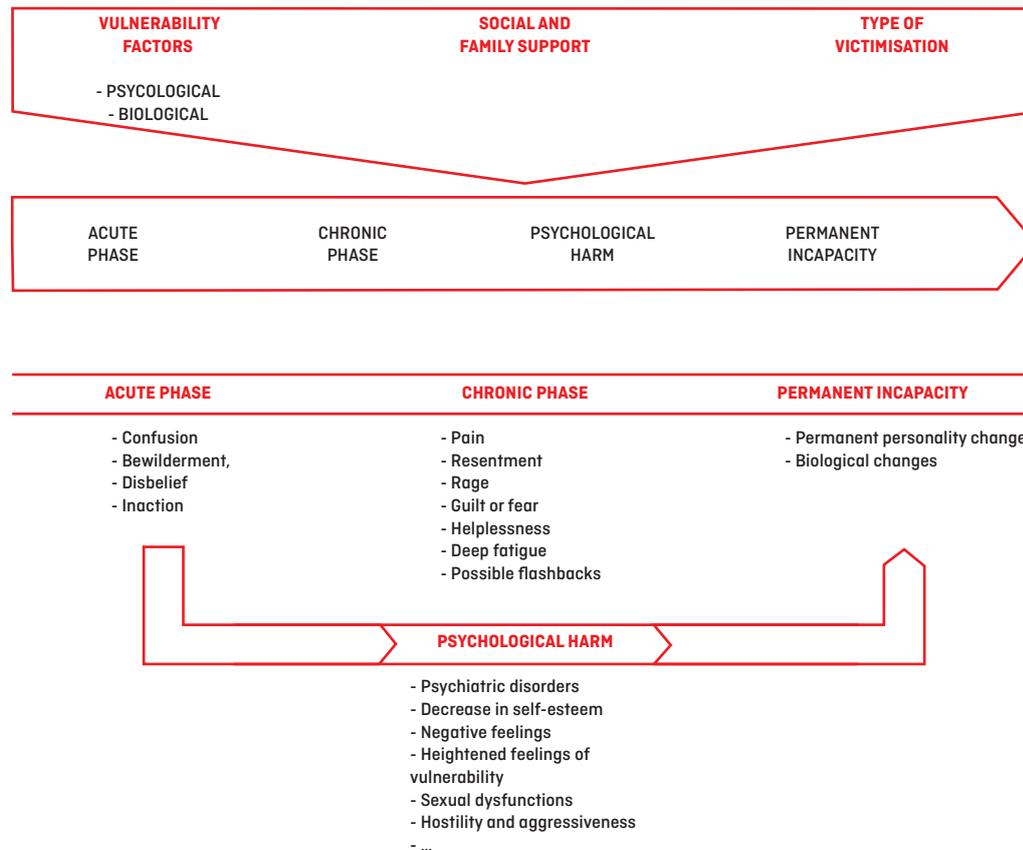 VULNERABILITY
FACTORS
- PSYCOLOGICAL
- BIOLOGICAL
SOCIAL AND
FAMILY SUPPORT
TYPE OF
VICTIMISATION
ACUTE
PHASE
CHRONIC
PHASE
PSYCHOLOGICAL
HARM
PERMANENT
INCAPACITY
ACUTE PHASE
- Confusion
- Bewilderment,
- Disbelief
- Inaction
CHRONIC PHASE
- Pain
- Resentment
- Rage
- Guilt or fear
- Helplessness
- Deep fatigue
- Possible flashbacks
PERMANENT INCAPACITY
- Permanent personality change
- Biological changes
PSYCHOLOGICAL HARM
- Psychiatric disorders
- Decrease in self-esteem
- Negative feelings
- Heightened feelings of
vulnerability
- Sexual dysfunctions
- Hostility and aggressiveness
- ...